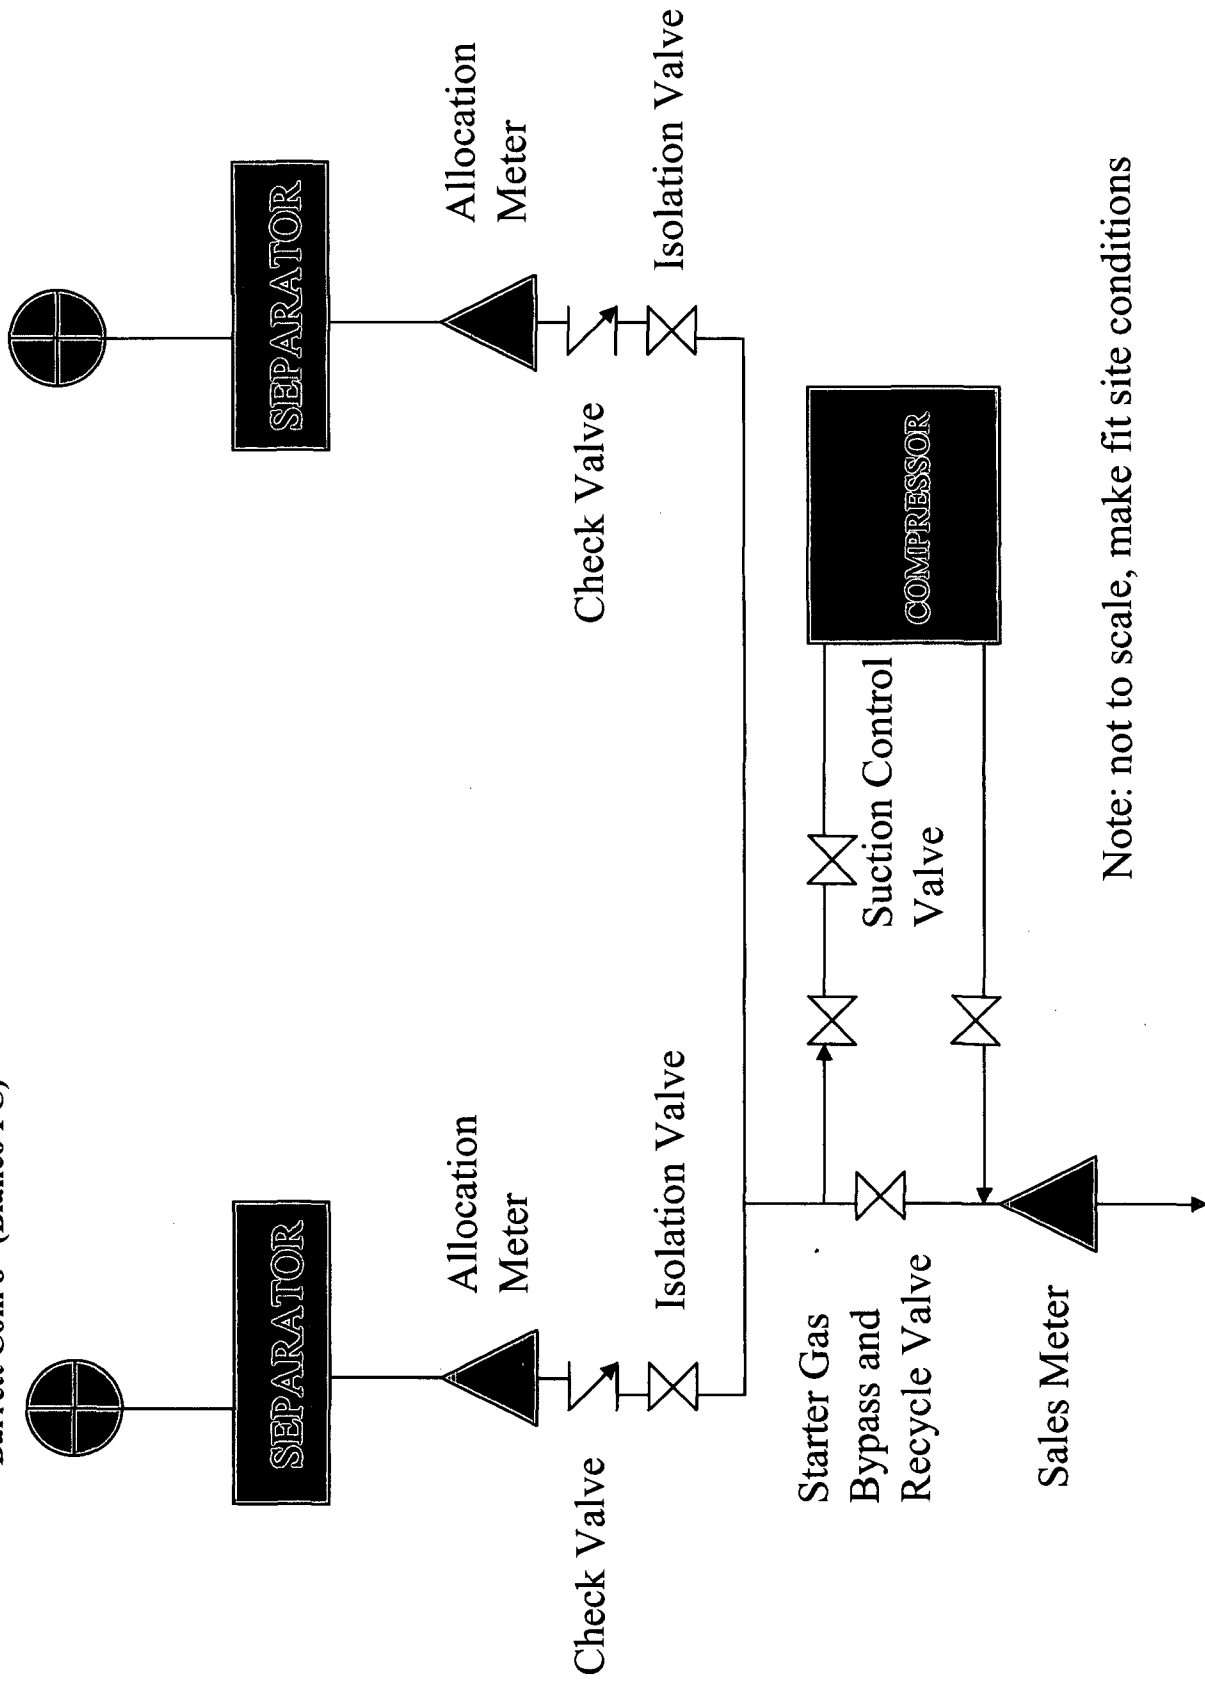 SEPARATOR
SEPARATOR
Allocation
Meter
Allocation
Meter
Check Valve
Check Valve
Isolation Valve
Isolation Valve
Starter Gas
Bypass and
Recycle Valve
Suction Control
Valve
COMPRESSOR
Sales Meter
Note: not to scale, make fit site conditions